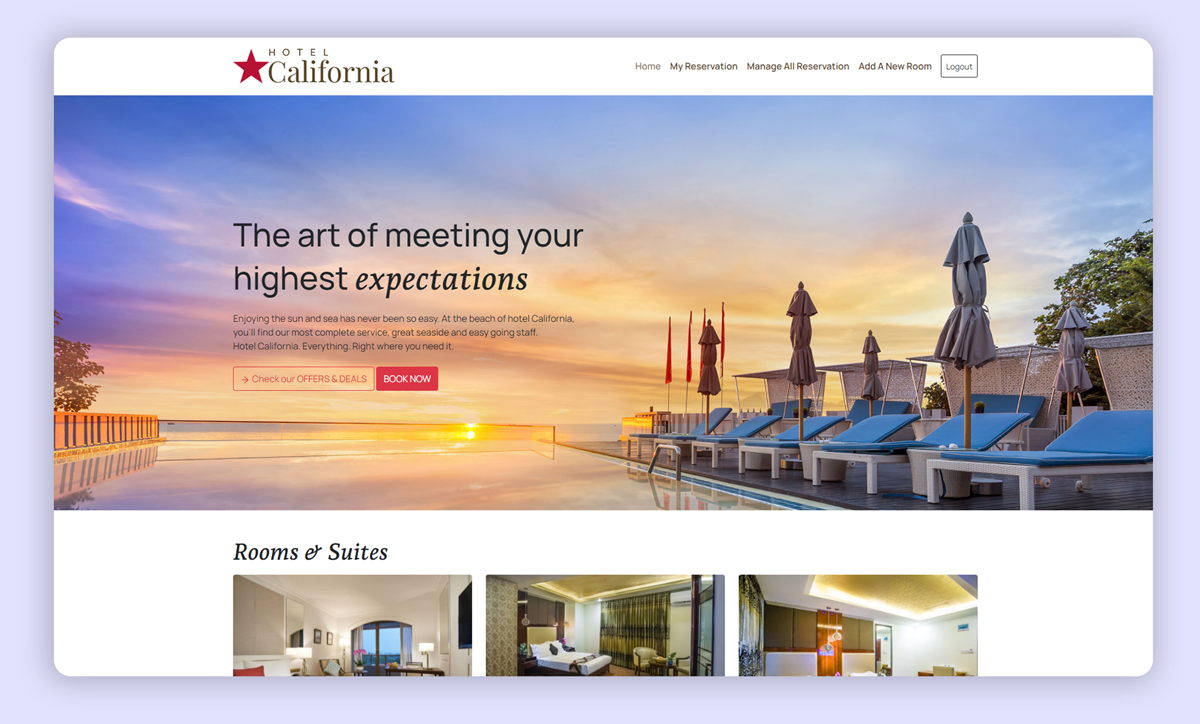 HOTEL
California
Home My Reservation Manage All Reservation Add A New Room Logout
The art of meeting your
highest expectations
Enjoying the sun and sea has never been so easy. At the beach of hotel California,
you'll find our most complete service, great seaside and easy going staff.
Hotel California. Everything. Right where you need it.
→ Check our OFFERS & DEALS BOOK NOW
Rooms & Suites